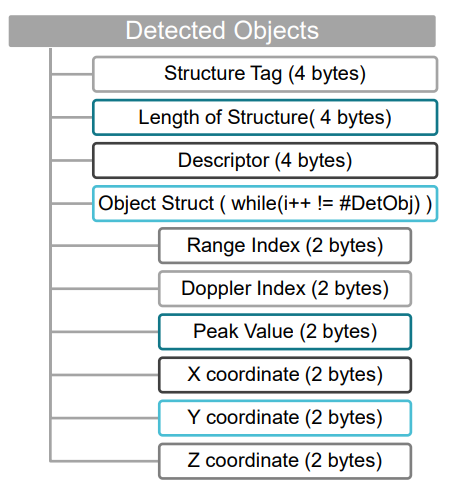 Detected Objects
Structure Tag (4 bytes)
Length of Structure( 4 bytes)
Descriptor (4 bytes)
Object Struct ( while(i++ != #DetObj) )
Range Index (2 bytes)
Doppler Index (2 bytes)
Peak Value (2 bytes)
X coordinate (2 bytes)
Y coordinate (2 bytes)
Z coordinate (2 bytes)